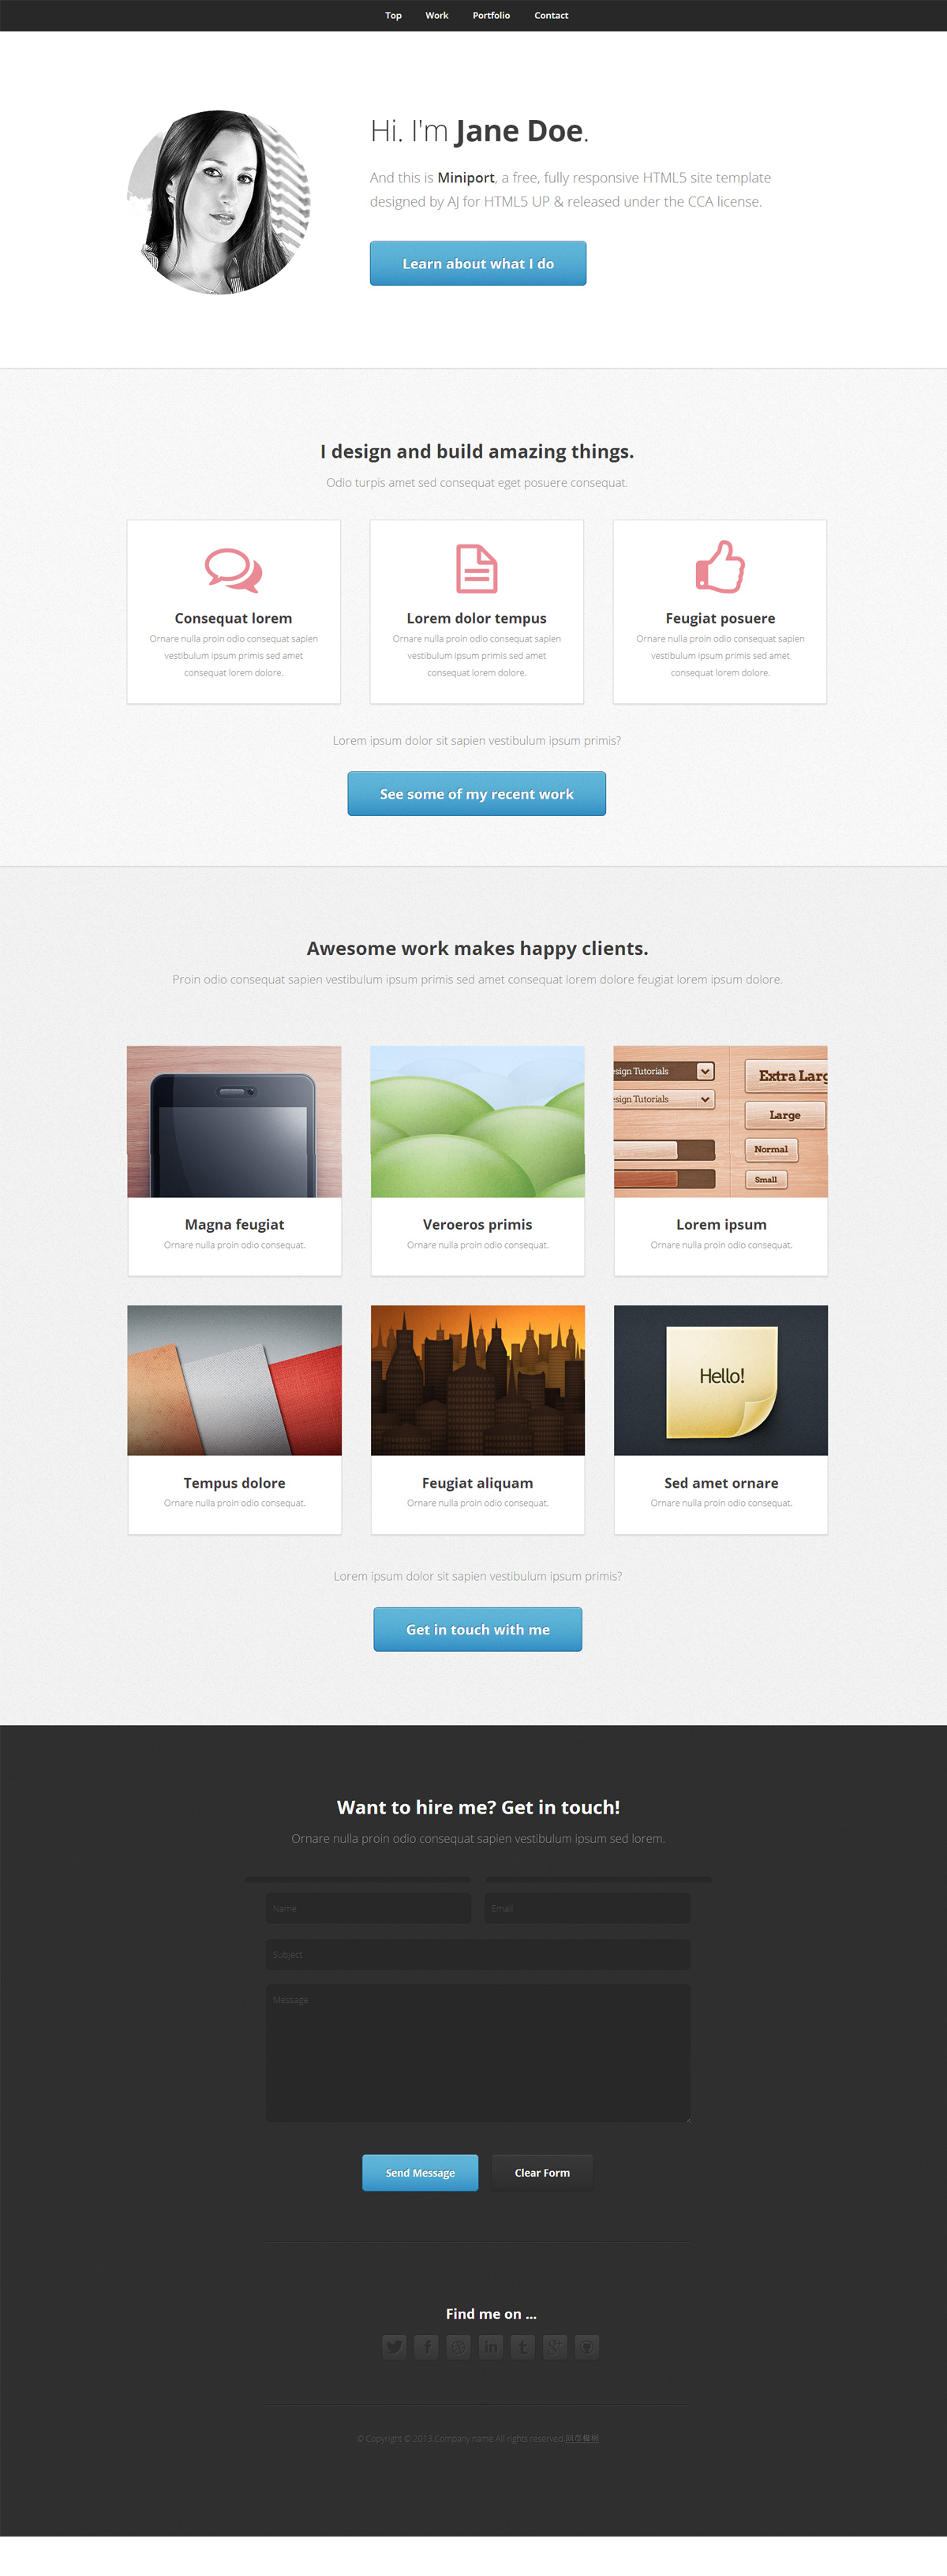 Top Work Portfolio Contact
Hi. I'm Jane Doe.
And this is Miniport, a free, fully responsive HTML5 site template
designed by AJ for HTML5 UP & released under the CCA license.
Learn about what I do
I design and build amazing things.
Odio turpis amet sed consequat eget posuere consequat.
Consequat lorem
Ornare nulla proin odio consequat sapien
vestibulum ipsum primis sed amet
consequat lorem dolore.
Lorem dolor tempus
Ornare nulla proin odio consequat sapien
vestibulum ipsum primis sed amet
consequat lorem dolore.
Feugiat posuere
Ornare nulla proin odio consequat sapien
vestibulum ipsum primis sed amet
consequat lorem dolore.
Lorem ipsum dolor sit sapien vestibulum ipsum primis?
See some of my recent work
Awesome work makes happy clients.
Proin odio consequat sapien vestibulum ipsum primis sed amet consequat lorem dolore feugiat lorem ipsum dolore.
sign Tutorials
sign Tutorials
Extra Larg
Large
Normal
Small
Magna feugiat
Ornare nulla proin odio consequat.
Veroeros primis
Ornare nulla proin odio consequat.
Lorem ipsum
Ornare nulla proin odio consequat.
Hello!
Tempus dolore
Ornare nulla proin odio consequat.
Feugiat aliquam
Ornare nulla proin odio consequat.
Sed amet ornare
Ornare nulla proin odio consequat.
Lorem ipsum dolor sit sapien vestibulum ipsum primis?
Get in touch with me
Want to hire me? Get in touch!
Ornare nulla proin odio consequat sapien vestibulum ipsum sed lorem.
Name
Email
Subject
Message
Send Message
Clear Form
Find me on ...
© Copyright © 2013.Company name All rights reserved.